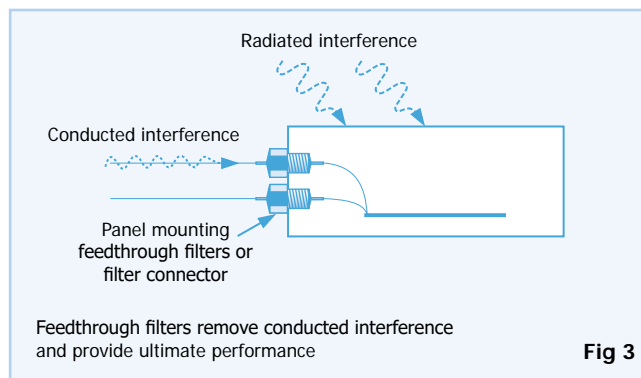 Radiated interference
Conducted interference
Panel mounting
feedthrough filters or
filter connector
Feedthrough filters remove conducted interference
and provide ultimate performance
Fig 3